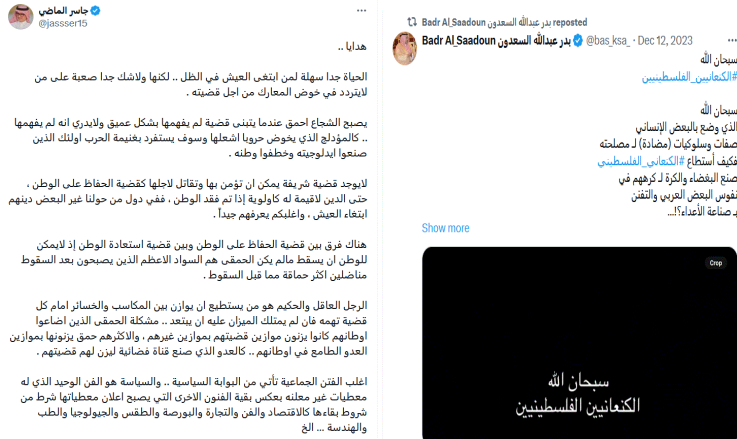 جاسر الماضي
@jassser15
هدايا ..
الحياة جدا سهلة لمن ابتغى العيش في الظل .. لكنها ولاشك جدا صعبة على من
لايتردد في خوض المعارك من اجل قضيته .
يصبح الشجاع احمق عندما يتبنى قضية لم يفهمها بشكل عميق ولايدري انه لم يفهمها
.. كالمؤدلج الذي يخوض حروبا اشعلها وسوف يستفرد بغنيمة الحرب اولئك الذين
صنعوا ايدلوجيته وخطفوا وطنه .
لايوجد قضية شريفة يمكن ان تؤمن بها وتقاتل لاجلها كقضية الحفاظ على الوطن ،
حتى الدين لاقيمة له كاولوية إذا تم فقد الوطن ، ففي دول من حولنا غير البعض دينهم
ابتغاء العيش ، واغلبكم يعرفهم جيداً .
هناك فرق بين قضية الحفاظ على الوطن وبين قضية استعادة الوطن إذ لايمكن
للوطن ان يسقط مالم يكن الحمقى هم السواد الاعظم الذين يصبحون بعد السقوط
مناضلين اكثر حماقة مما قبل السقوط .
الرجل العاقل والحكيم هو من يستطيع ان يوازن بين المكاسب والخسائر امام كل
قضية تهمه فان لم يمتلك الميزان عليه ان يبتعد .. مشكلة الحمقى الذين اضاعوا
اوطانهم كانوا يزنون موازين قضيتهم بموازين غيرهم ، والاكثرهم حمق يزنونها بموازين
العدو الطامع في اوطانهم .. كالعدو الذي صنع قناة فضائية ليزن لهم قضيتهم .
اغلب الفتن الجماعية تأتي من البوابة السياسية .. والسياسة هو الفن الوحيد الذي له
معطيات غير معلنه بعكس بقية الفنون الاخرى التي يصبح اعلان معطياتها شرط من
شروط بقاءها كالاقتصاد والفن والتجارة والبورصة والطقس والجيولوجيا والطب
والهندسة ... الخ
Badr Al_Saadoun بدر عبدالله السعدون reposted
Badr Al_Saadoun بدر عبدالله السعدون @bas_ksa_ · Dec 12, 2023
سبحان الله
#الكنعانيين_الفلسطينيين
سبحان الله
الذي وضع بالبعض الإنساني
صفات وسلوكيات (مضادة) لـ مصلحته
فكيف أستطاع #الكنعاني_الفلسطيني
صنع البغضاء والكرة لـ كرههم في
نفوس البعض العربي والتفنن
بـ صناعة الأعداء؟!...
Show more
Crop
سبحان الله
الكنعانيين الفلسطينيين